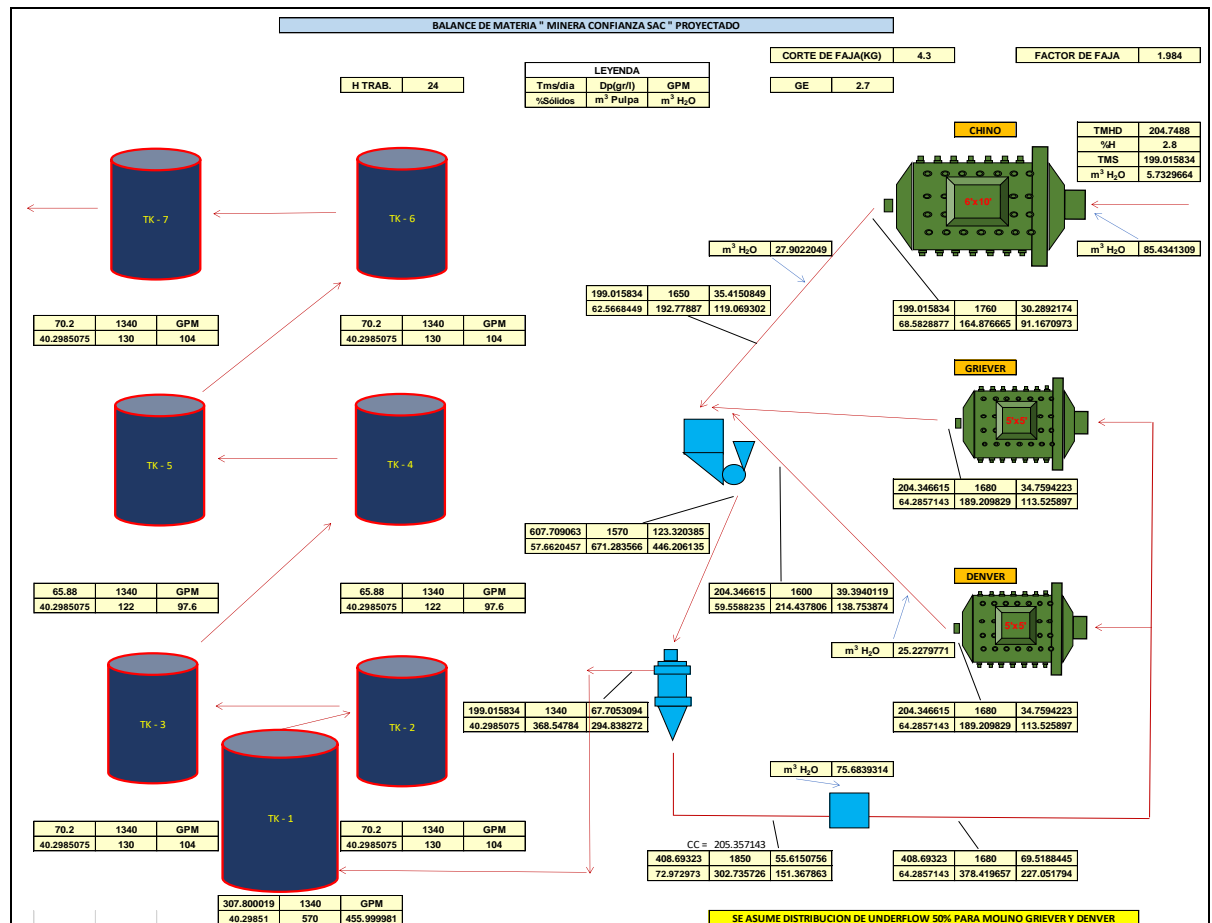 BALANCE DE MATERIA " MINERA CONFIANZA SAC " PROYECTADO
CORTE DE FAJA(KG) 4.3 FACTOR DE FAJA 1.984
H TRAB. 24
LEYENDA
Tms/dia Dp(gr/l) GPM
%Sólidos m³ Pulpa m³ H₂O
GE 2.7
CHINO
TMHD 204.7488
%H 2.8
TMS 199.015834
m³ H₂O 5.7329664
6'x10'
TK - 7
TK - 6
m³ H₂O 27.9022049
m³ H₂O 85.4341309
199.015834 1650 35.4150849
62.5668449 192.77887 119.069302
199.015834 1760 30.2892174
68.5828877 164.876665 91.1670973
70.2 1340 GPM
40.2985075 130 104
70.2 1340 GPM
40.2985075 130 104
GRIEVER
5'x5'
TK - 5
TK - 4
204.346615 1680 34.7594223
64.2857143 189.209829 113.525897
607.709063 1570 123.320385
57.6620457 671.283566 446.206135
DENVER
5'x5'
65.88 1340 GPM
40.2985075 122 97.6
65.88 1340 GPM
40.2985075 122 97.6
204.346615 1600 39.3940119
59.5588235 214.437806 138.753874
m³ H₂O 25.2279771
TK - 3
TK - 2
199.015834 1340 67.7053094
40.2985075 368.54784 294.838272
204.346615 1680 34.7594223
64.2857143 189.209829 113.525897
m³ H₂O 75.6839314
TK - 1
70.2 1340 GPM
40.2985075 130 104
70.2 1340 GPM
40.2985075 130 104
CC = 205.357143
408.69323 1850 55.6150756
72.972973 302.735726 151.367863
408.69323 1680 69.5188445
64.2857143 378.419657 227.051794
307.800019 1340 GPM
40.29851 570 455.999981
SE ASUME DISTRIBUCION DE UNDERFLOW 50% PARA MOLINO GRIEVER Y DENVER